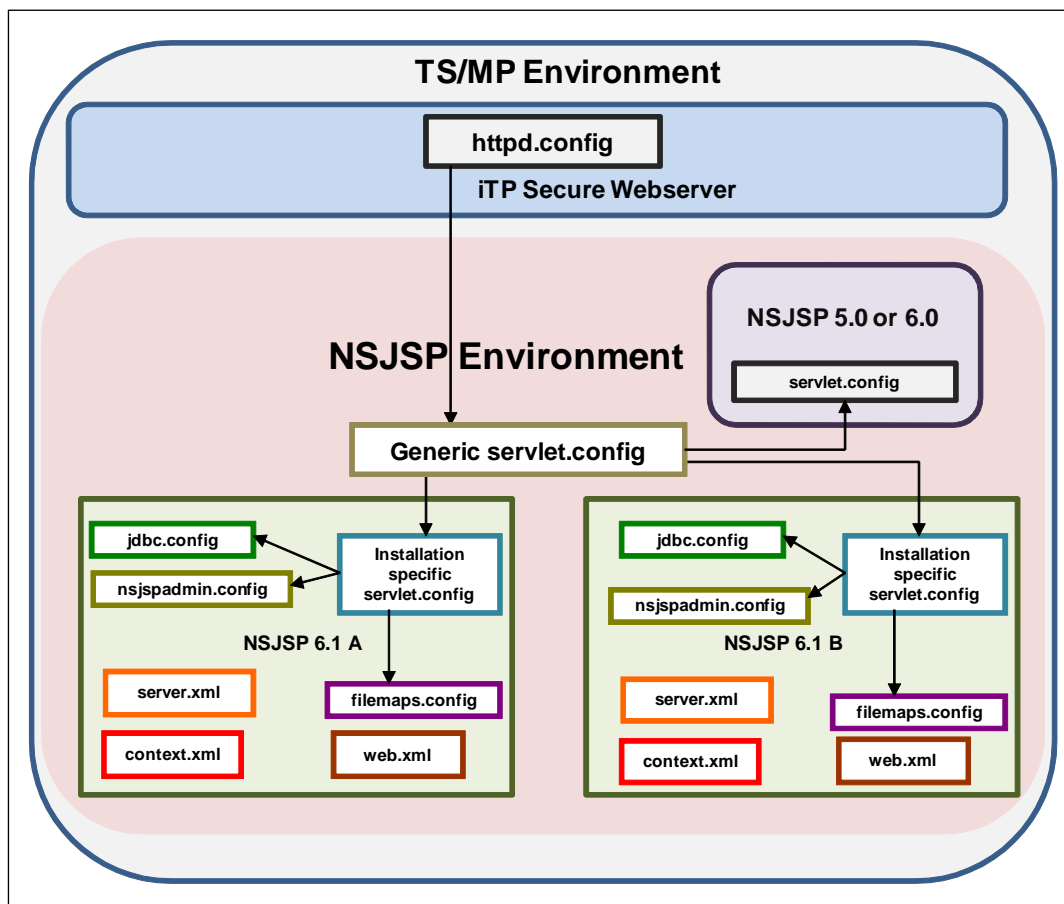 TS/MP Environment
httpd.config
iTP Secure Webserver
NSJSP 5.0 or 6.0
servlet.config
NSJSP Environment
Generic servlet.config
jdbc.config
nsjspadmin.config
Installation
specific
servlet.config
NSJSP 6.1 A
server.xml
filemaps.config
context.xml
web.xml
jdbc.config
nsjspadmin.config
Installation
specific
servlet.config
NSJSP 6.1 B
server.xml
filemaps.config
context.xml
web.xml